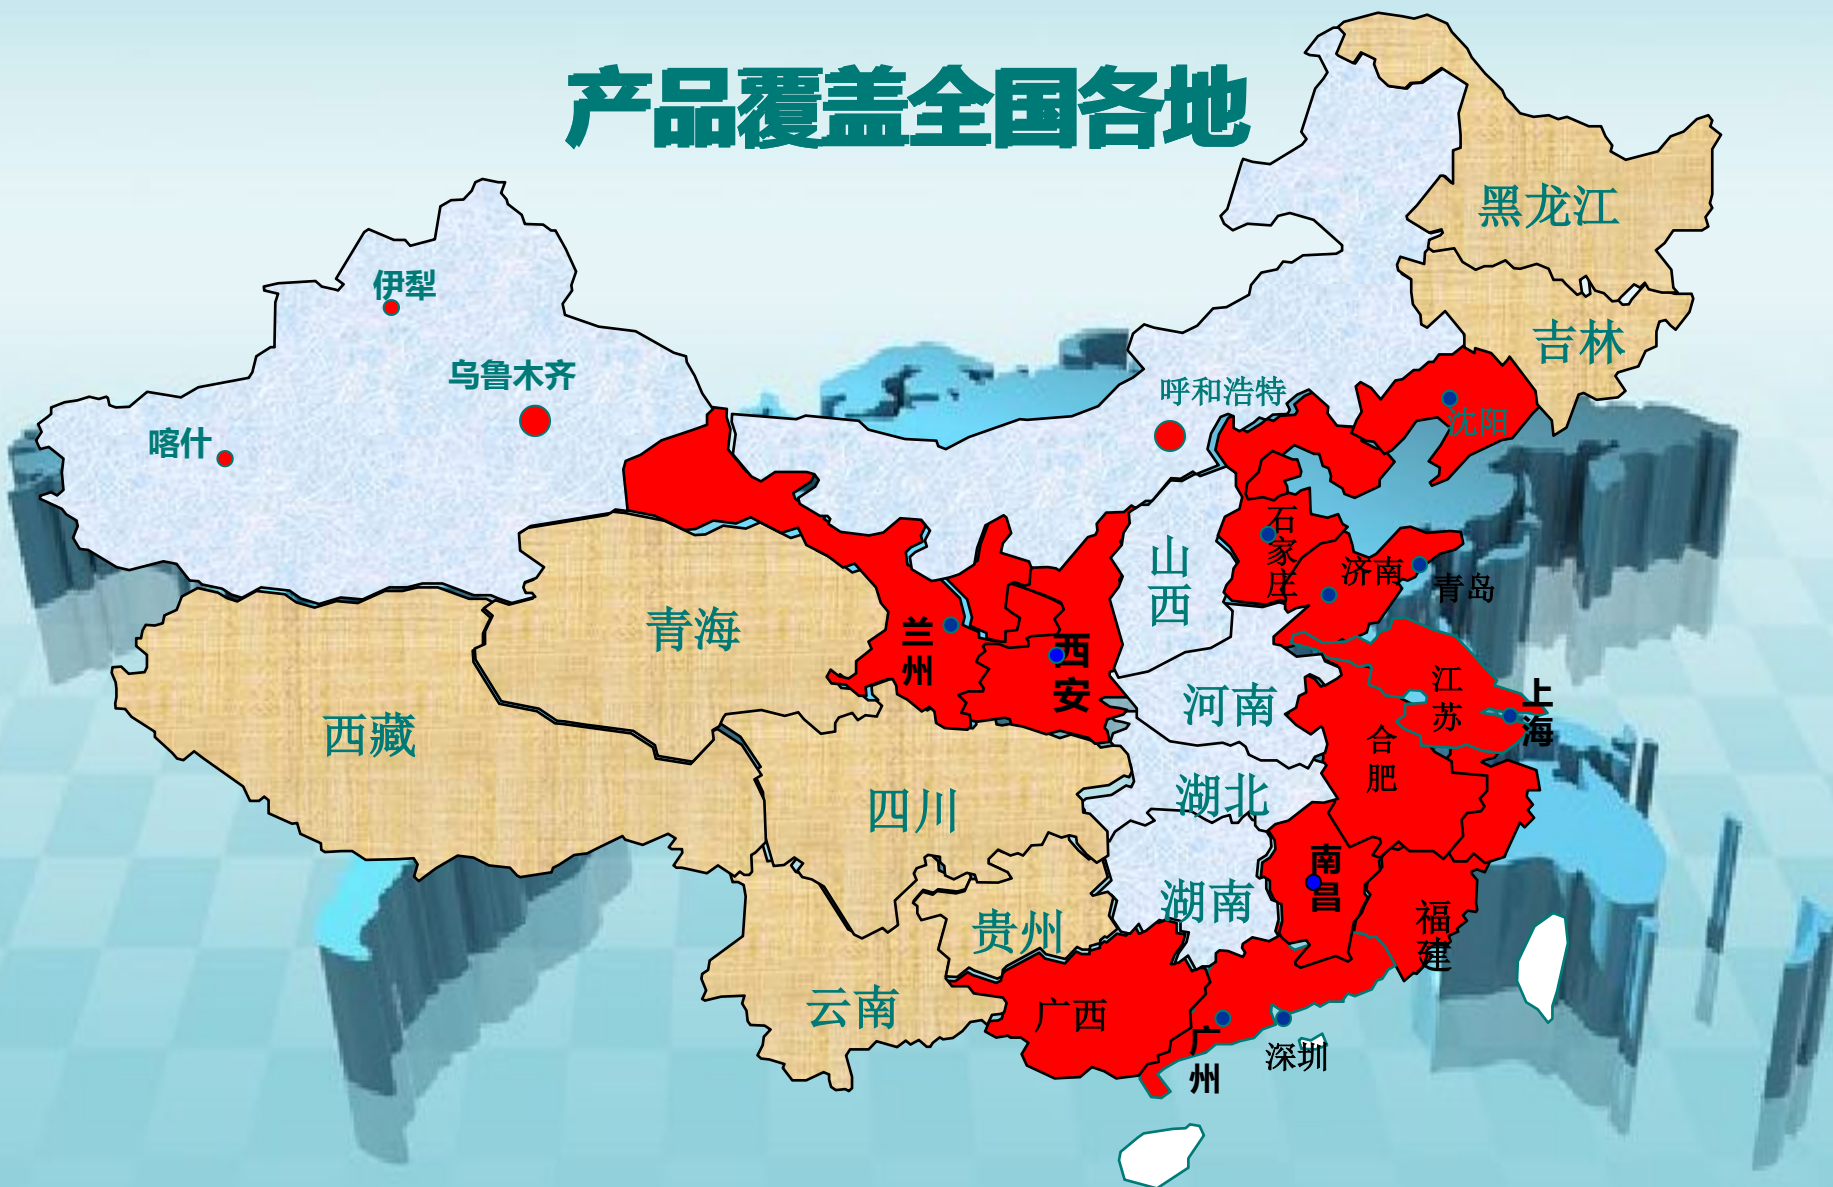 产品覆盖全国各地
黑龙江
伊犁
吉林
乌鲁木齐
呼和浩特
沈阳
喀什
石家庄
山西
济南
青岛
青海
兰州
西安
江苏
上海
河南
西藏
合肥
湖北
四川
南昌
湖南
福建
贵州
云南
广西
广州
深圳